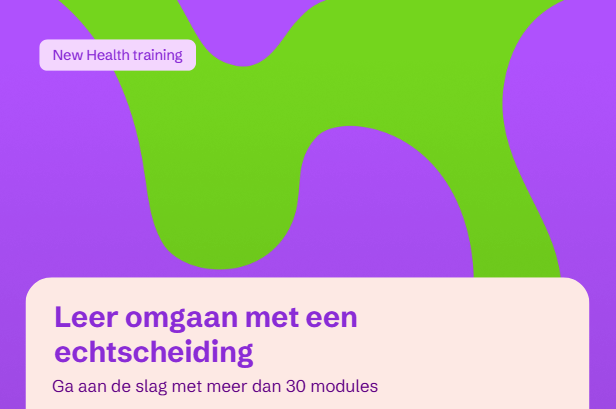 New Health training
Leer omgaan met een
echtscheiding
Ga aan de slag met meer dan 30 modules